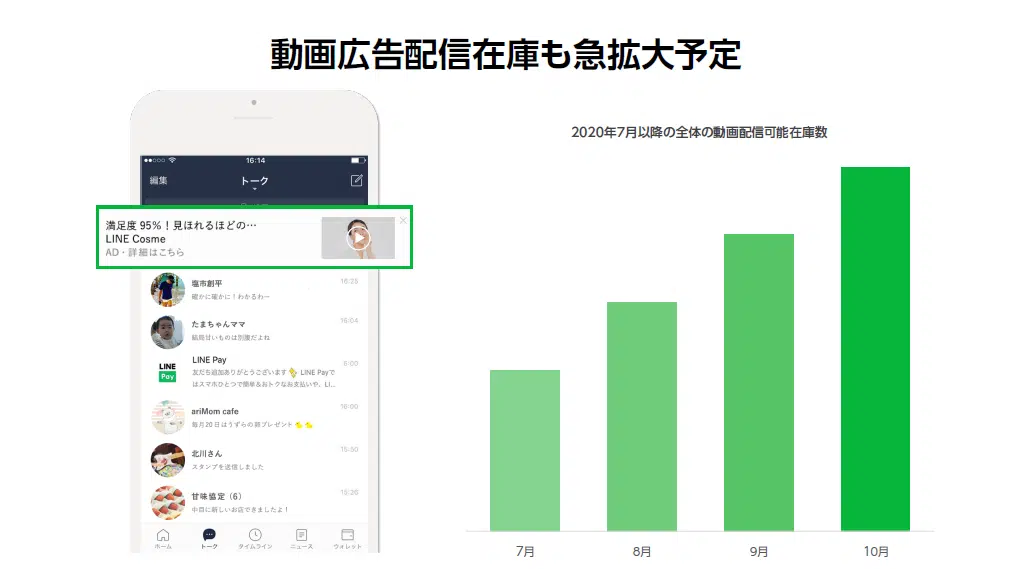 動画広告配信在庫も急拡大予定
16:14
編集
トーク
満足度 95%！見ほれるほどの…
LINE Cosme
AD・詳細はこちら
塩市創平
16:25
確かに確かに！わかるわー
たまちゃんママ
16:04
結局甘いものは別腹だよね
LINE Pay
LINE Pay
6:00
友だち追加ありがとうございます LINE Payで
はスマホひとつで簡単&おトクなお支払いや、LI...
ariMom cafe
16:00
毎月20日はうずらの卵プレゼント
北川さん
15:50
スタンプを送信しました
甘味協定（6）
15:20
中目に新しいお店できましたよ！
ホーム
トーク
タイムライン
ニュース
ウォレット
2020年7月以降の全体の動画配信可能在庫数
7月
8月
9月
10月